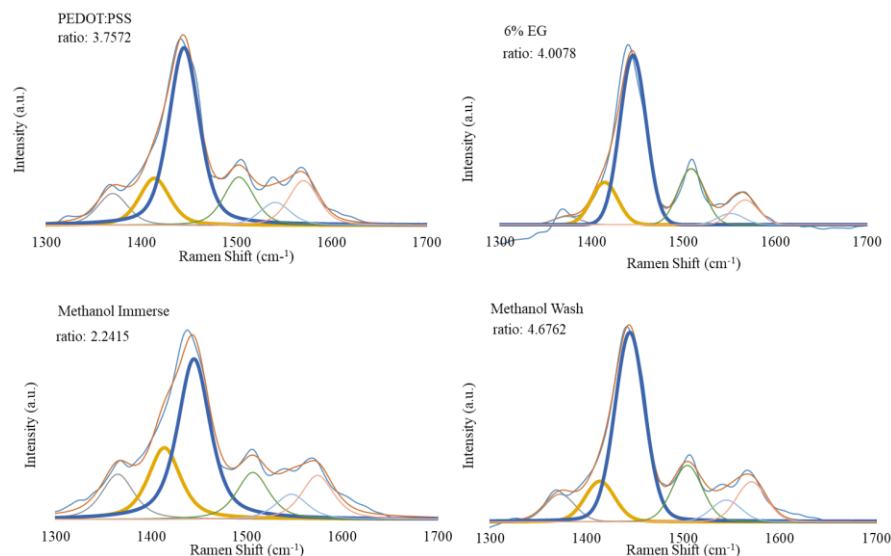 PEDOT:PSS
ratio: 3.7572
Intensity (a.u.)
1300 1400 1500 1600 1700
Ramen Shift (cm-¹)
6% EG
ratio: 4.0078
Intensity (a.u.)
1300 1400 1500 1600 1700
Ramen Shift (cm-¹)
Methanol Immerse
ratio: 2.2415
Intensity (a.u.)
1300 1400 1500 1600 1700
Ramen Shift (cm-¹)
Methanol Wash
ratio: 4.6762
Intensity (a.u.)
1300 1400 1500 1600 1700
Ramen Shift (cm-¹)